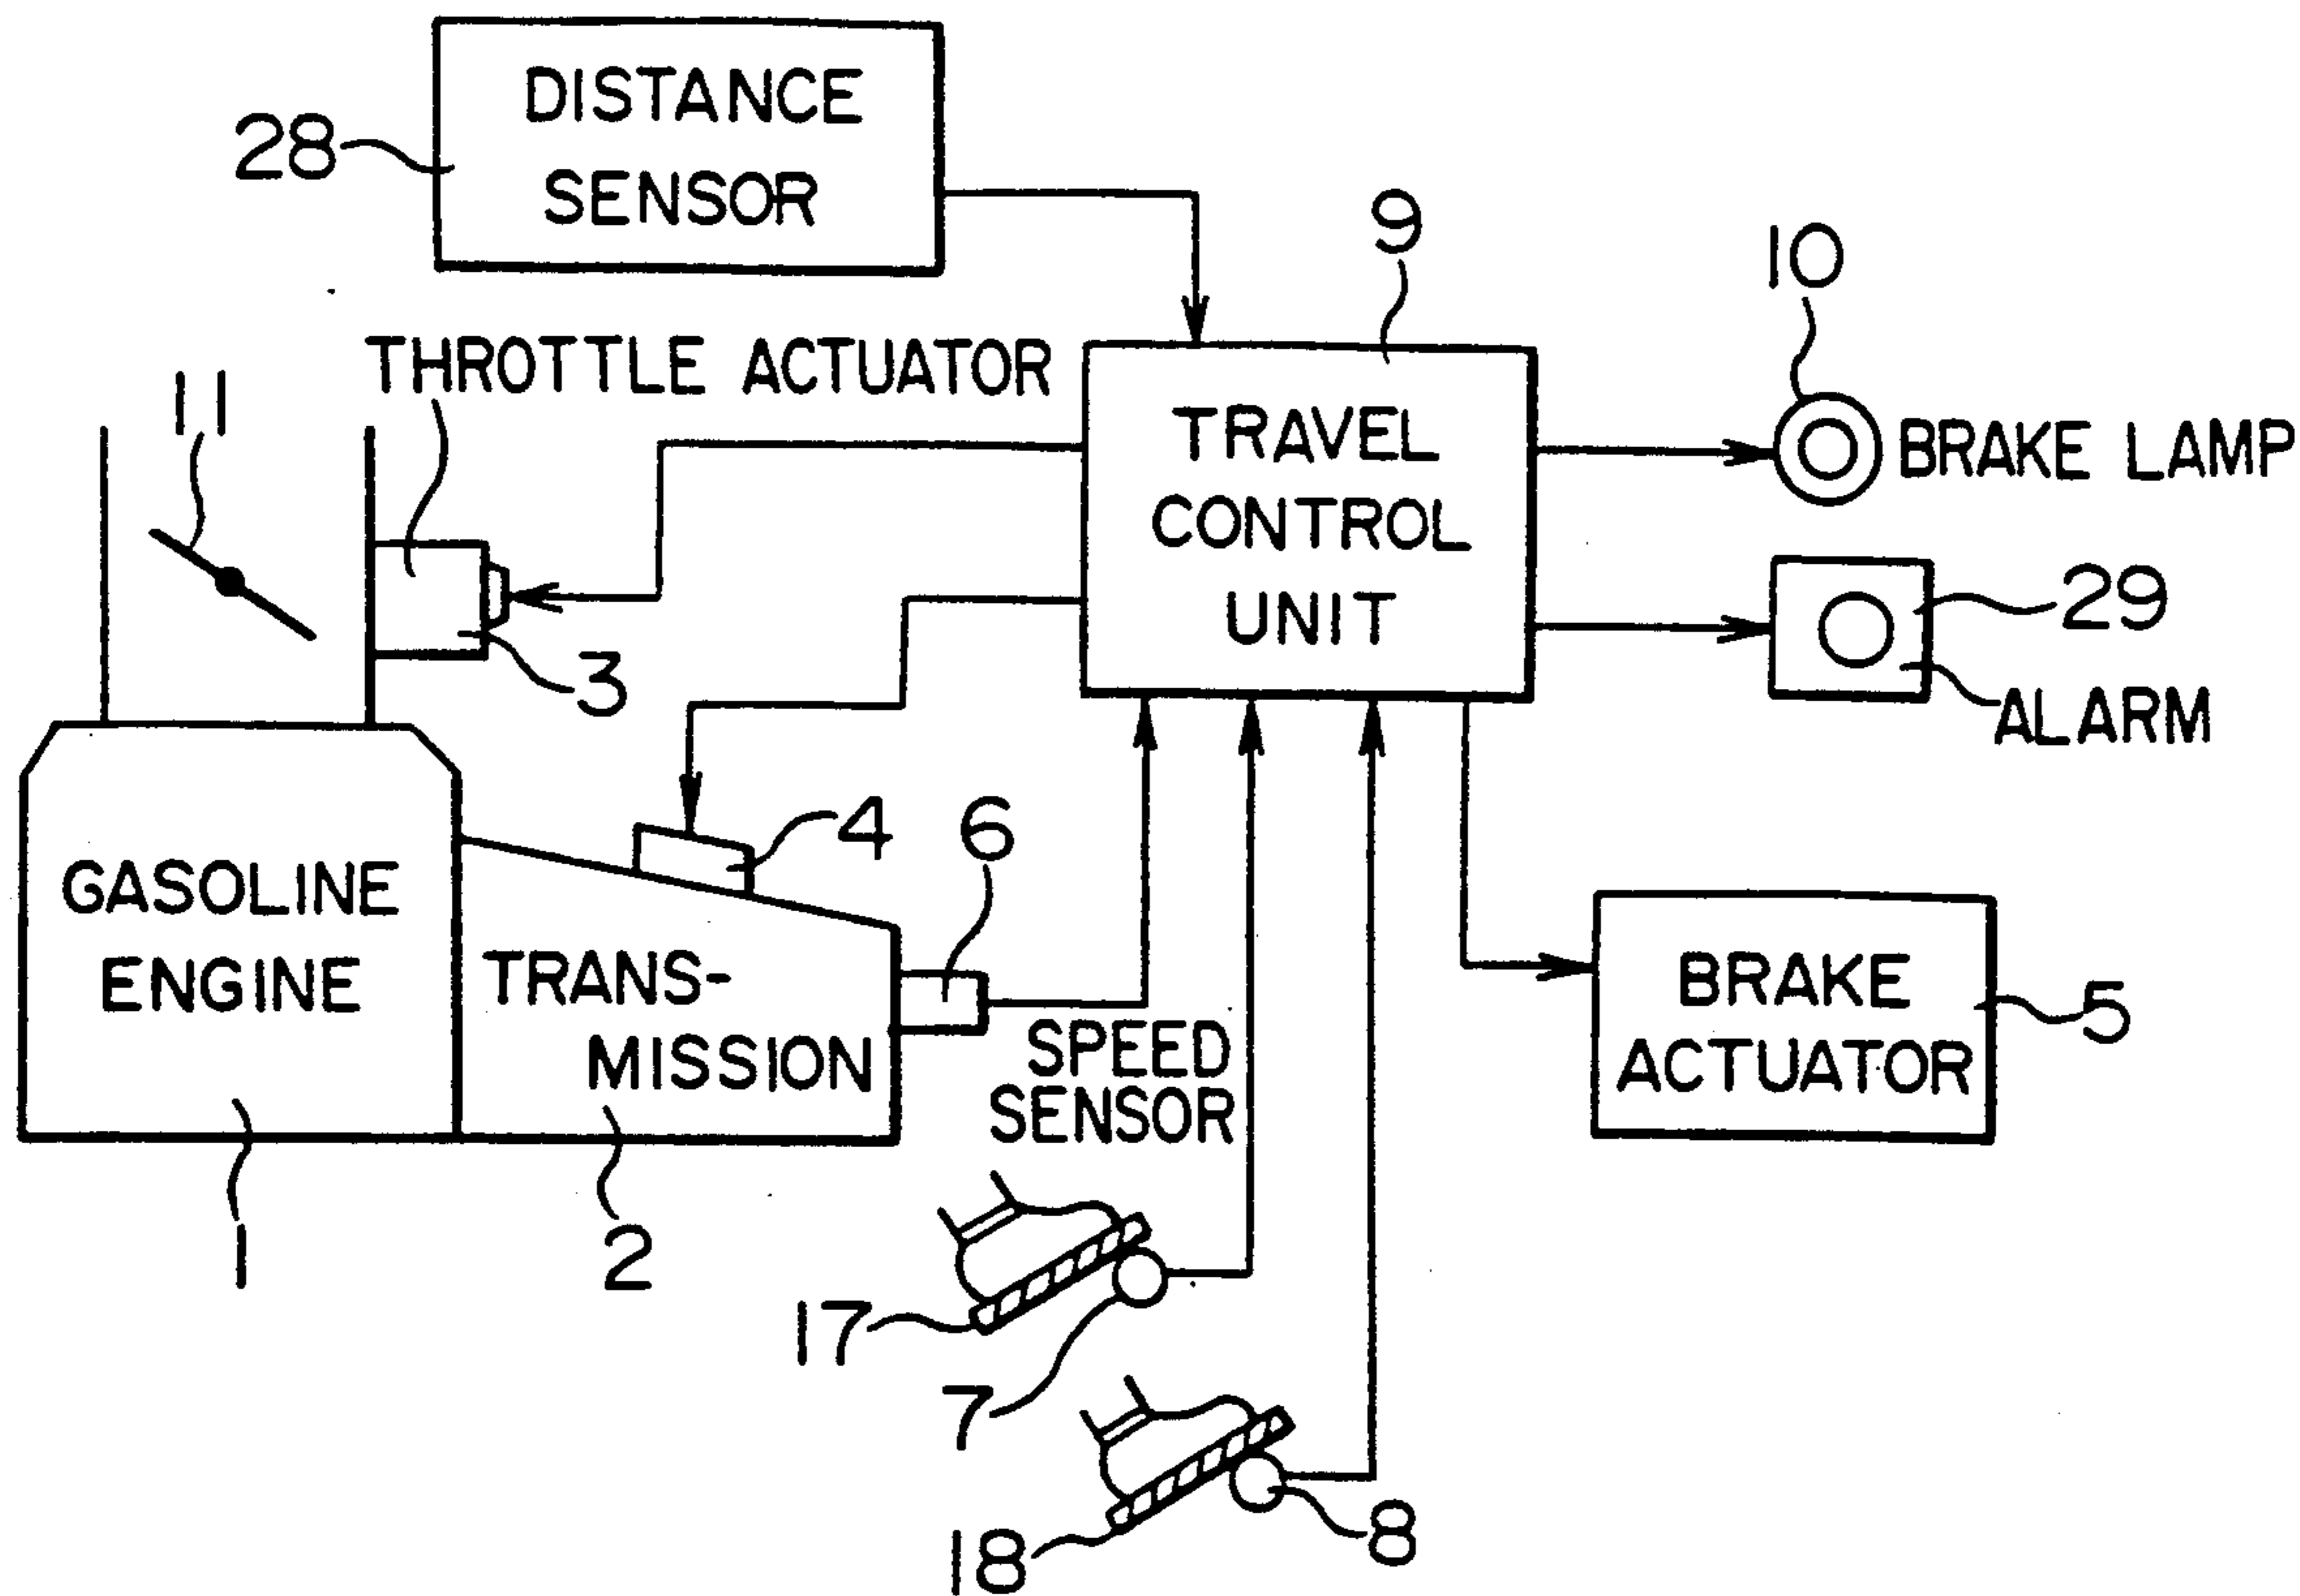 DISTANCE
SENSOR
28
9
10
THROTTLE ACTUATOR
11
TRAVEL
CONTROL
UNIT
BRAKE LAMP
29
3
ALARM
4
6
GASOLINE
ENGINE
TRANS-
MISSION
SPEED
SENSOR
BRAKE
ACTUATOR
5
1
2
17
7
18
8